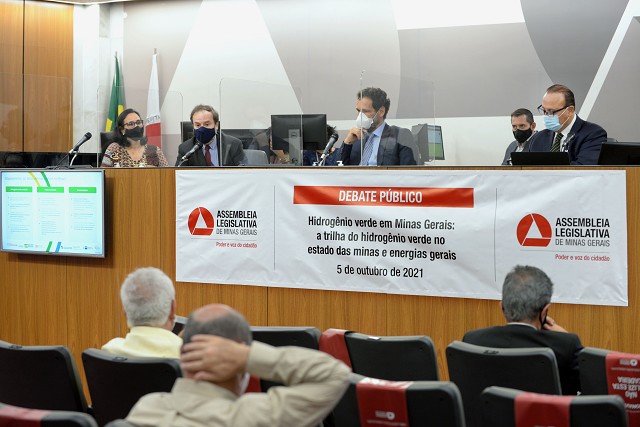 DEBATE PÚBLICO
ASSEMBLEIA
LEGISLATIVA
DE MINAS GERAIS
Poder e voz do cidadão
Hidrogênio verde em Minas Gerais:
a trilha do hidrogênio verde no
estado das minas e energias gerais
5 de outubro de 2021
ASSEMBLEIA
LEGISLATIVA
DE MINAS GERAIS
Poder e voz do cidadão